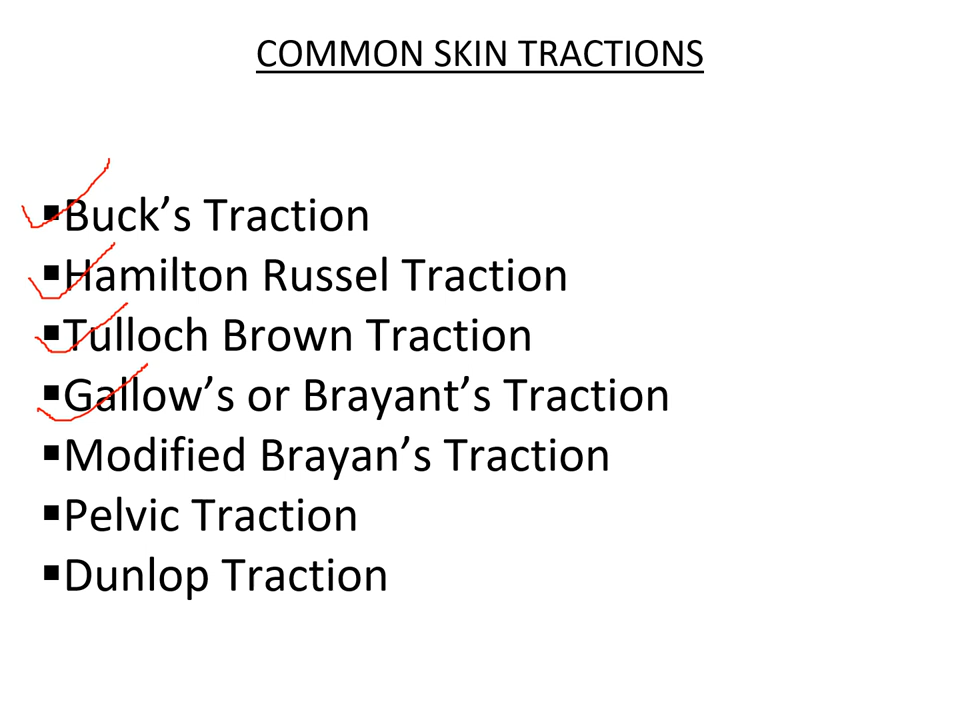 COMMON SKIN TRACTIONS
▪Buck’s Traction
▪Hamilton Russel Traction
▪Tulloch Brown Traction
▪Gallow’s or Brayant’s Traction
▪Modified Brayan’s Traction
▪Pelvic Traction
▪Dunlop Traction